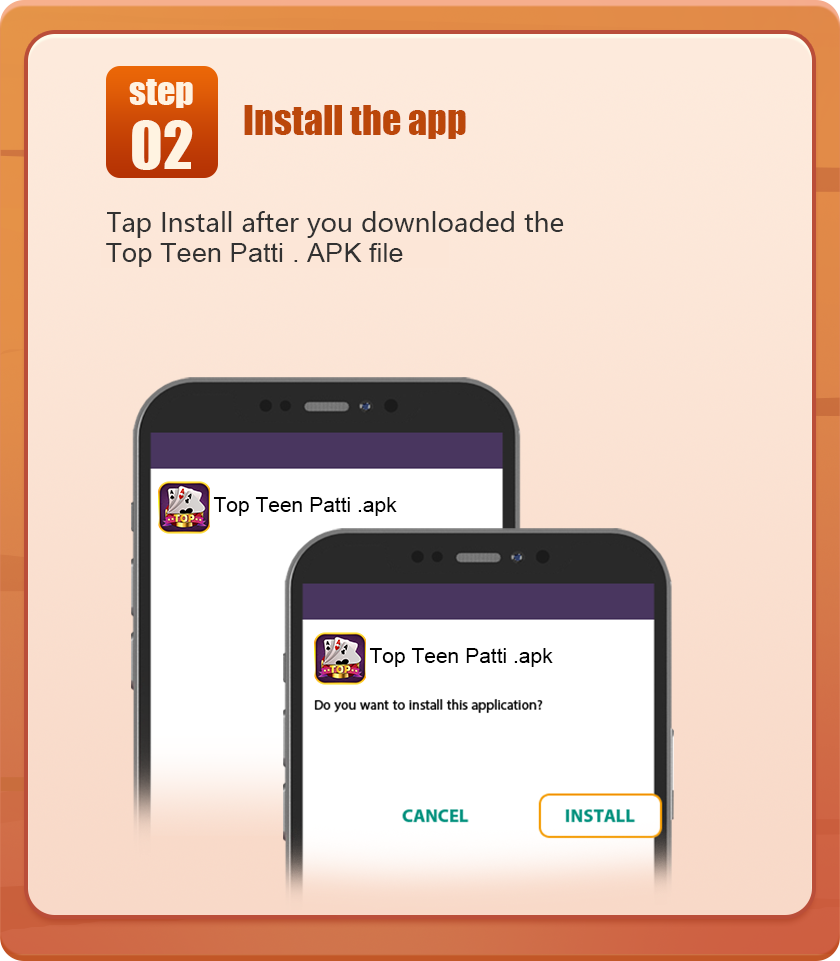 step
02
Install the app
Tap Install after you downloaded the
Top Teen Patti . APK file
TOP
Top Teen Patti .apk
TOP
Top Teen Patti .apk
Do you want to install this application?
CANCEL
INSTALL